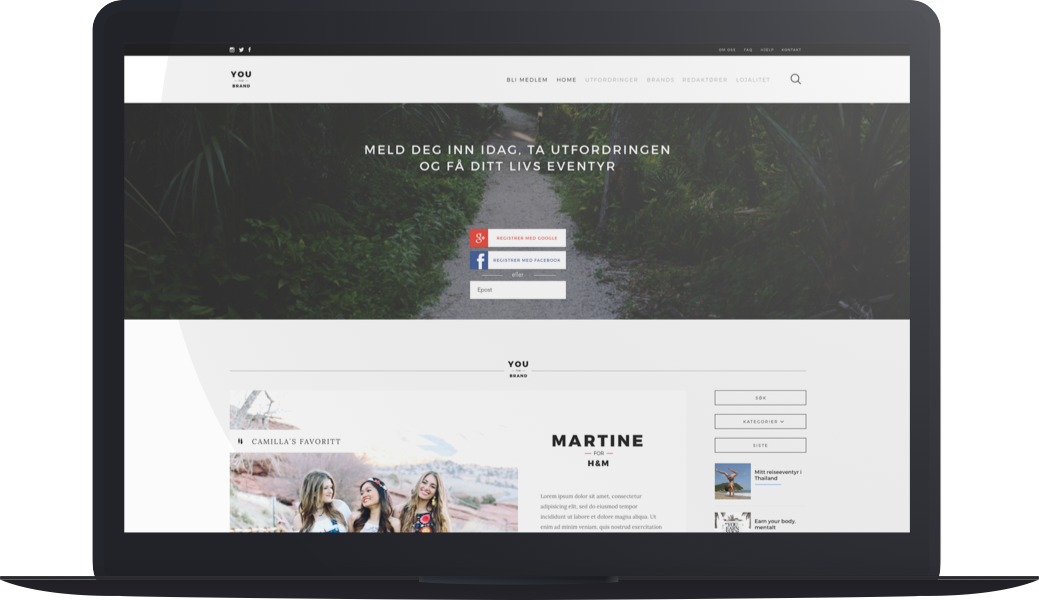 OM OSS FAQ HJELP KONTAKT
YOU
FOR
BRAND
BLI MEDLEM HOME UTFORDRINGER BRANDS REDAKTØRER LOJALITET
MELD DEG INN IDAG, TA UTFORDRINGEN
OG FÅ DITT LIVS EVENTYR
REGISTRER MED GOOGLE
REGISTRER MED FACEBOOK
eller
Epost
YOU
FOR
BRAND
CAMILLA`S FAVORITT
MARTINE
FOR
H&M
Lorem ipsum dolor sit amet, consectetur
adipisicing elit, sed do eiusmod tempor
incididunt ut labore et dolore magna aliqua. Ut
enim ad minim veniam, quis nostrud exercitation
SØK
KATEGORIER
SISTE
Mitt reiseeventyr i
Thailand
Earn your body,
mentalt